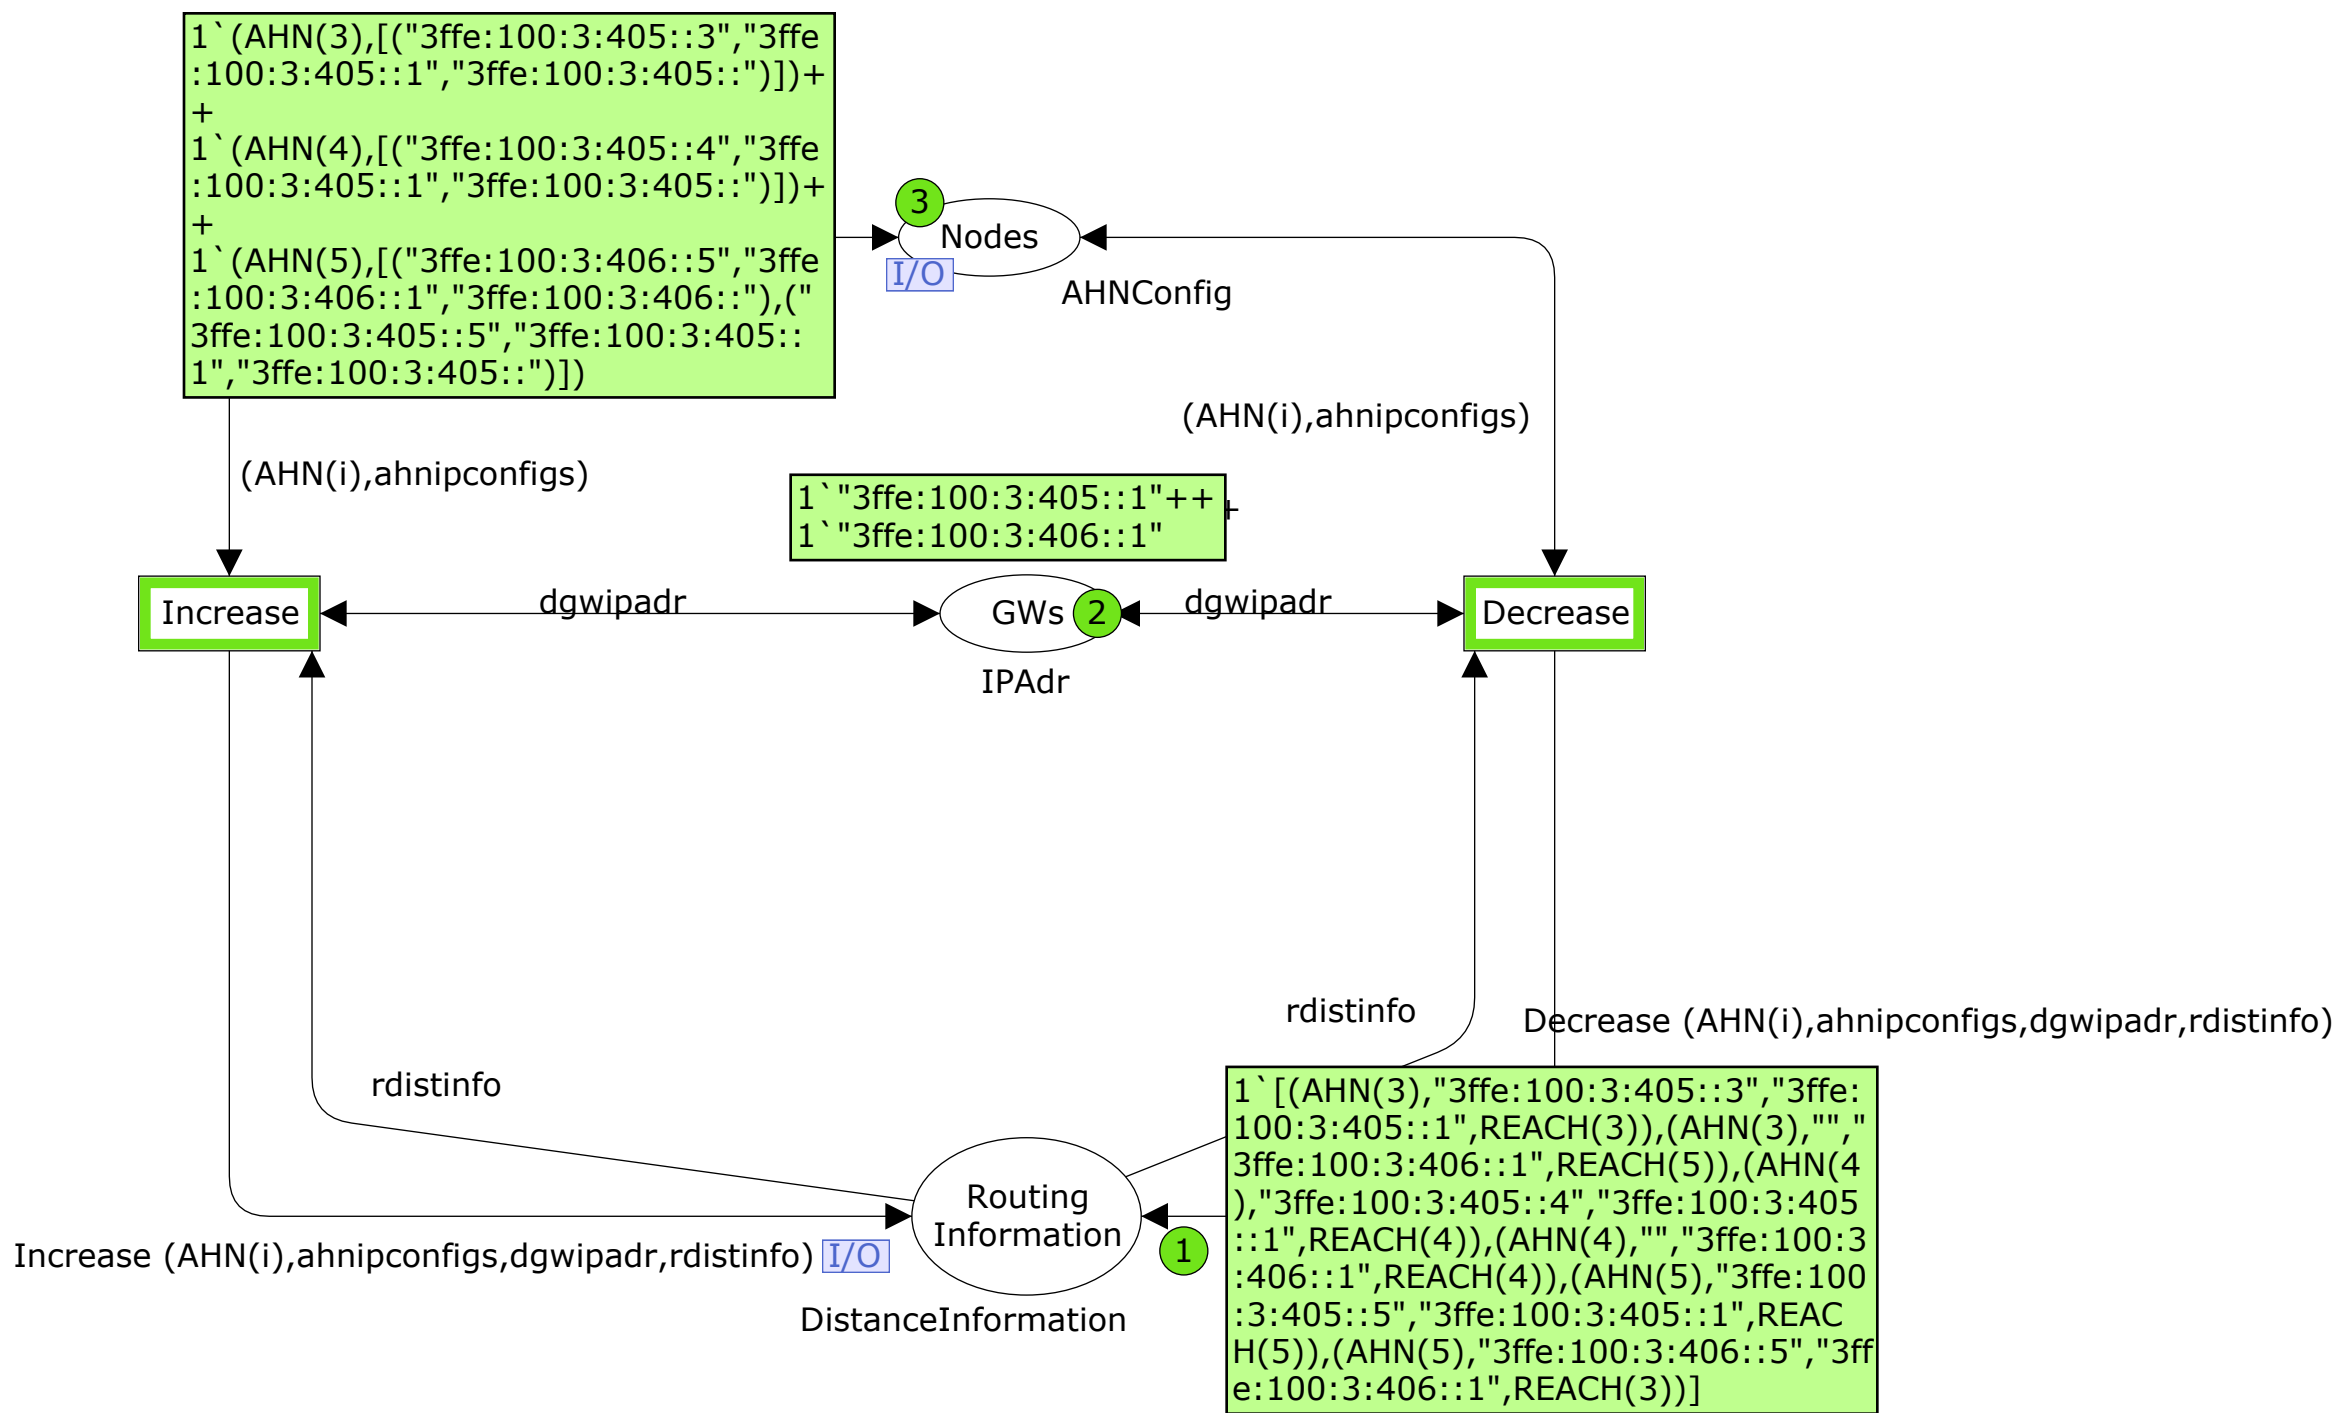 1`(AHN(3),[("3ffe:100:3:405::3","3ffe
:100:3:405::1","3ffe:100:3:405::")])+
+
1`(AHN(4),[("3ffe:100:3:405::4","3ffe
:100:3:405::1","3ffe:100:3:405::")])+
+
1`(AHN(5),[("3ffe:100:3:406::5","3ffe
:100:3:406::1","3ffe:100:3:406::"),("
3ffe:100:3:405::5","3ffe:100:3:405::
1","3ffe:100:3:405::")])
3
Nodes
I/O
AHNConfig
(AHN(i),ahnipconfigs)
(AHN(i),ahnipconfigs)
1`"3ffe:100:3:405::1"++
1`"3ffe:100:3:406::1"
+
Increase
dgwipadr
GWs
2
dgwipadr
Decrease
IPAdr
rdistinfo
Decrease (AHN(i),ahnipconfigs,dgwipadr,rdistinfo)
rdistinfo
1`[(AHN(3),"3ffe:100:3:405::3","3ffe:
100:3:405::1",REACH(3)),(AHN(3),"","
3ffe:100:3:406::1",REACH(5)),(AHN(4
),"3ffe:100:3:405::4","3ffe:100:3:405
::1",REACH(4)),(AHN(4),"","3ffe:100:3
:406::1",REACH(4)),(AHN(5),"3ffe:100
:3:405::5","3ffe:100:3:405::1",REAC
H(5)),(AHN(5),"3ffe:100:3:406::5","3ff
e:100:3:406::1",REACH(3))]
Routing
Information
1
Increase (AHN(i),ahnipconfigs,dgwipadr,rdistinfo)
I/O
DistanceInformation